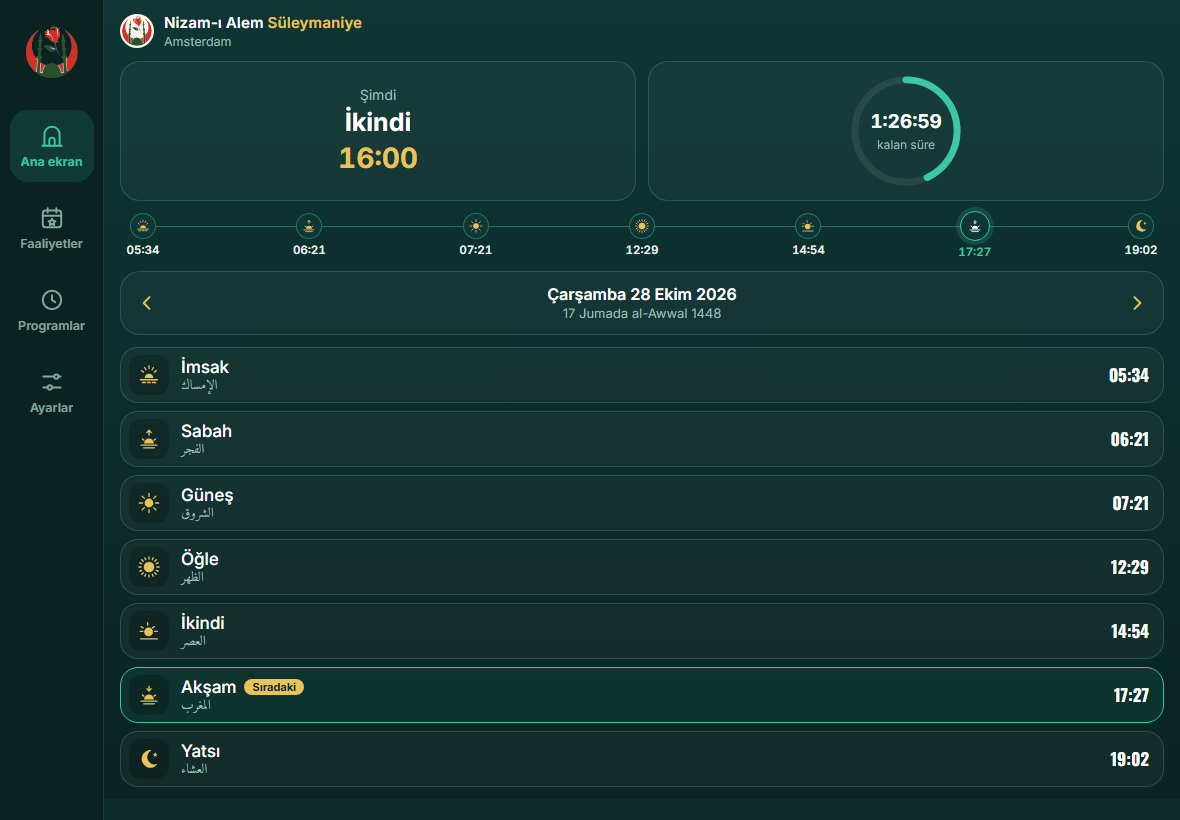 Nizam-ı Alem Süleymaniye
Amsterdam
Ana ekran
Faaliyetler
Programlar
Ayarlar
Şimdi
İkindi
16:00
1:26:59
kalan süre
05:34
06:21
07:21
12:29
14:54
17:27
19:02
Çarşamba 28 Ekim 2026
17 Jumada al-Awwal 1448
İmsak
الإمساك
05:34
Sabah
الفجر
06:21
Güneş
الشروق
07:21
Öğle
الظهر
12:29
İkindi
العصر
14:54
Akşam Sıradaki
المغرب
17:27
Yatsı
العشاء
19:02